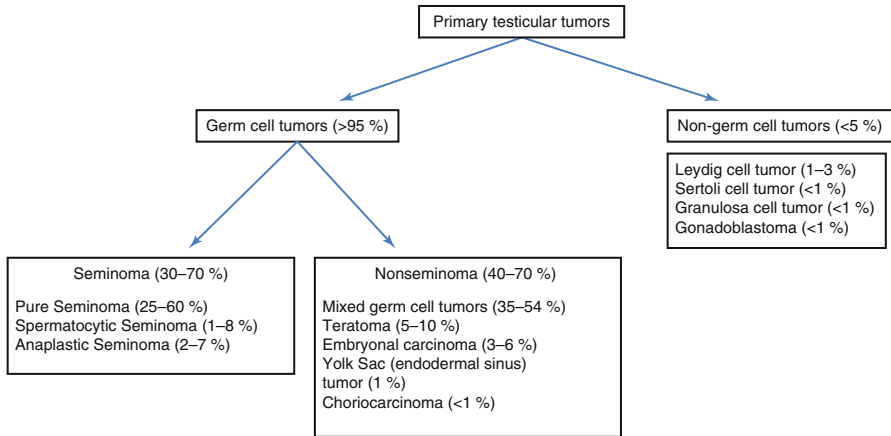 Primary testicular tumors
Germ cell tumors (>95 %)
Non-germ cell tumors (<5 %)
Leydig cell tumor (1–3 %)
Sertoli cell tumor (<1 %)
Granulosa cell tumor (<1 %)
Gonadoblastoma (<1 %)
Seminoma (30–70 %)
Pure Seminoma (25–60 %)
Spermatocytic Seminoma (1–8 %)
Anaplastic Seminoma (2–7 %)
Nonseminoma (40–70 %)
Mixed germ cell tumors (35–54 %)
Teratoma (5–10 %)
Embryonal carcinoma (3–6 %)
Yolk Sac (endodermal sinus)
tumor (1 %)
Choriocarcinoma (<1 %)